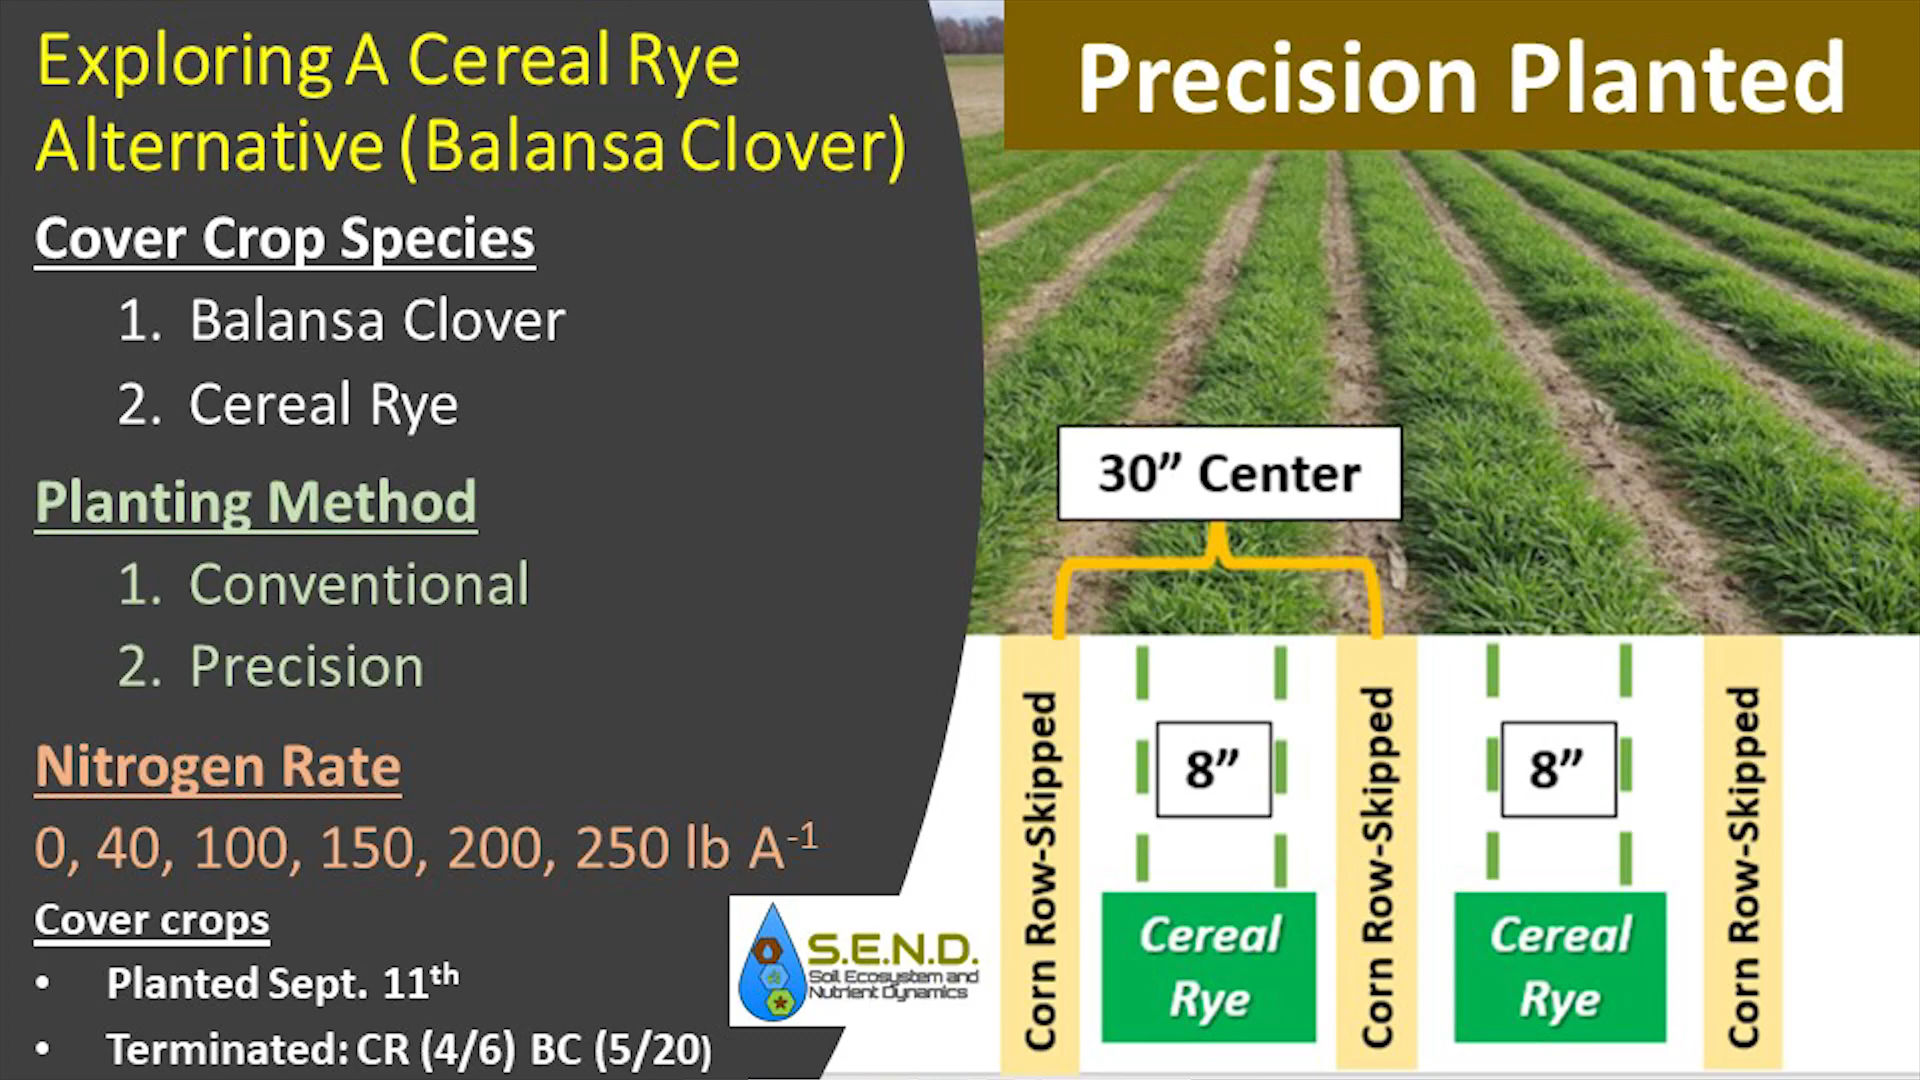 Exploring A Cereal Rye
Alternative (Balansa Clover)
Cover Crop Species
1. Balansa Clover
2. Cereal Rye
Planting Method
1. Conventional
2. Precision
Nitrogen Rate
0, 40, 100, 150, 200, 250 lb A⁻¹
Cover crops
• Planted Sept. 11th
• Terminated: CR (4/6) BC (5/20)
S.E.N.D.
Soil Ecosystem and
Nutrient Dynamics
Precision Planted
30” Center
Corn Row-Skipped
8”
Cereal
Rye
Corn Row-Skipped
8”
Cereal
Rye
Corn Row-Skipped